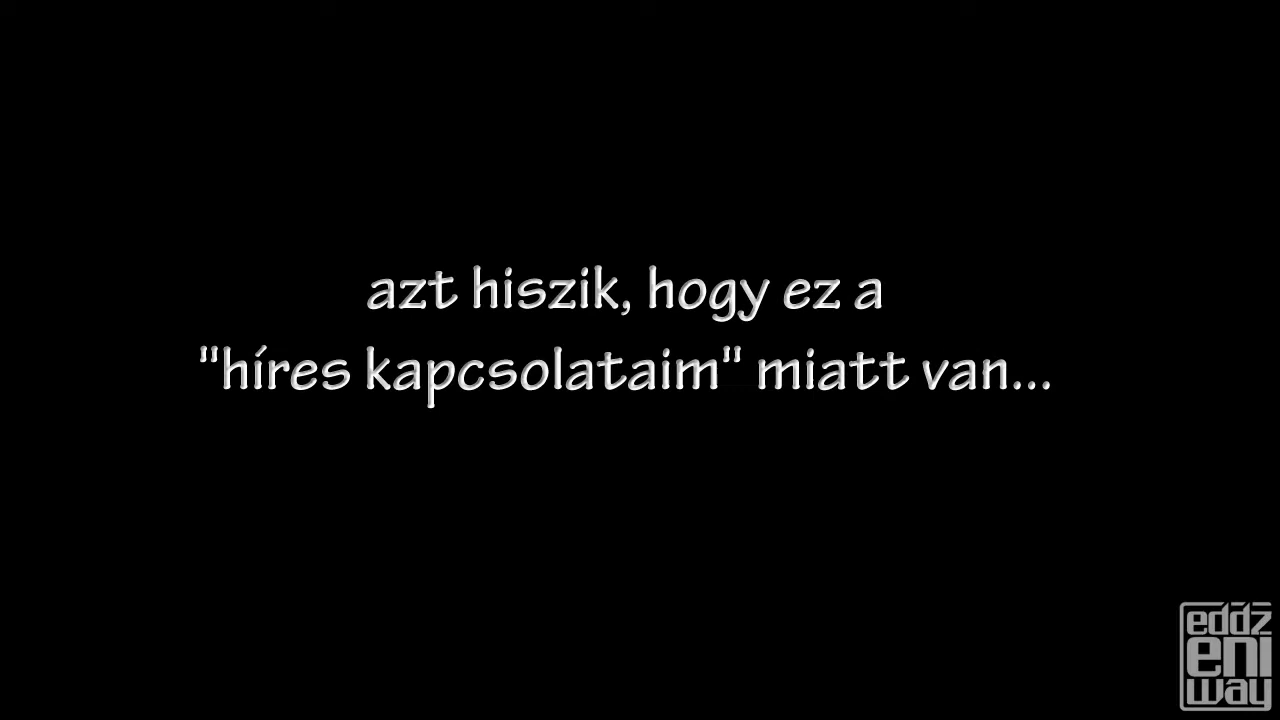 azt hiszik, hogy ez a
"híres kapcsolataim" miatt van...
eddz
eni
way